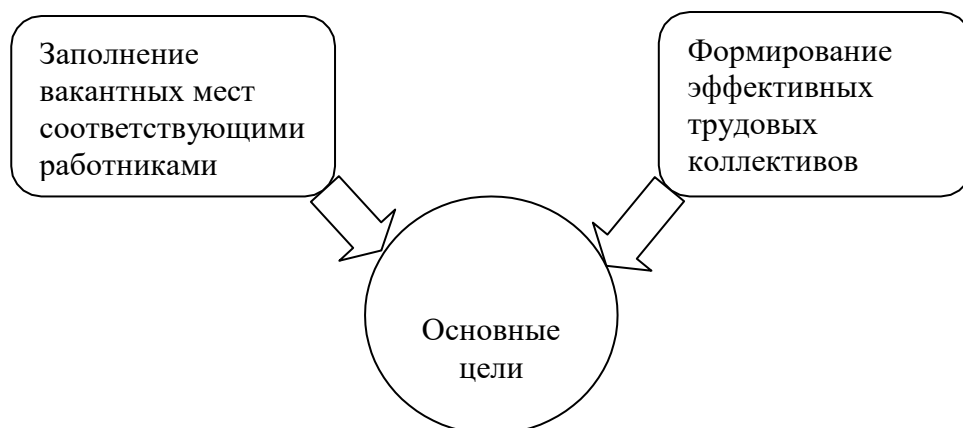 Заполнение
вакантных мест
соответствующими
работниками
Формирование
эффективных
трудовых
коллективов
Основные
цели